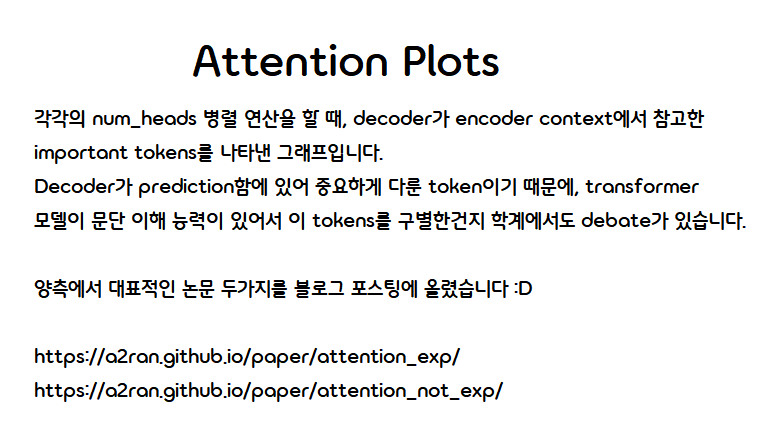 Attention Plots
각각의 num_heads 병렬 연산을 할 때, decoder가 encoder context에서 참고한
important tokens를 나타낸 그래프입니다.
Decoder가 prediction함에 있어 중요하게 다룬 token이기 때문에, transformer
모델이 문단 이해 능력이 있어서 이 tokens를 구별한건지 학계에서도 debate가 있습니다.
양측에서 대표적인 논문 두가지를 블로그 포스팅에 올렸습니다 :D
https://a2ran.github.io/paper/attention_exp/
https://a2ran.github.io/paper/attention_not_exp/